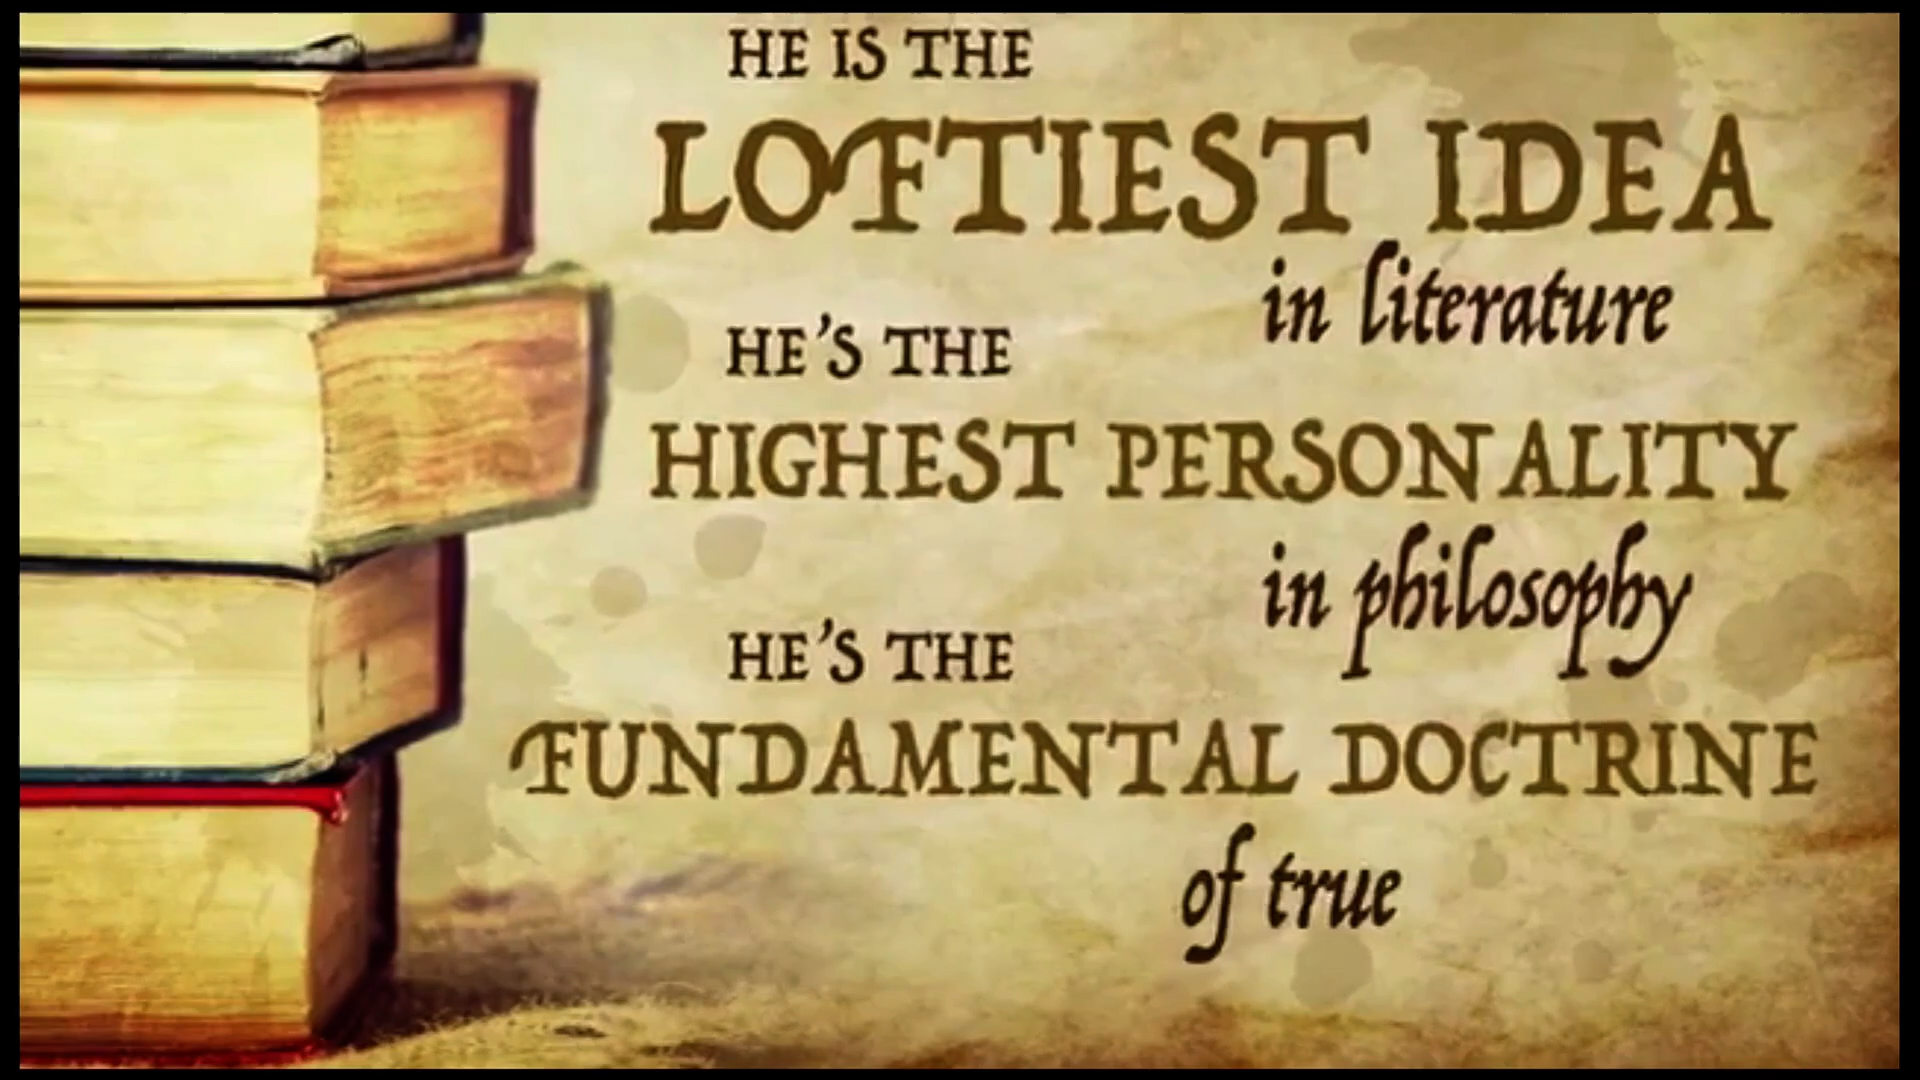 HE IS THE
LOFTIEST IDEA
in literature
HE'S THE
HIGHEST PERSONALITY
in philosophy
HE'S THE
FUNDAMENTAL DOCTRINE
of true